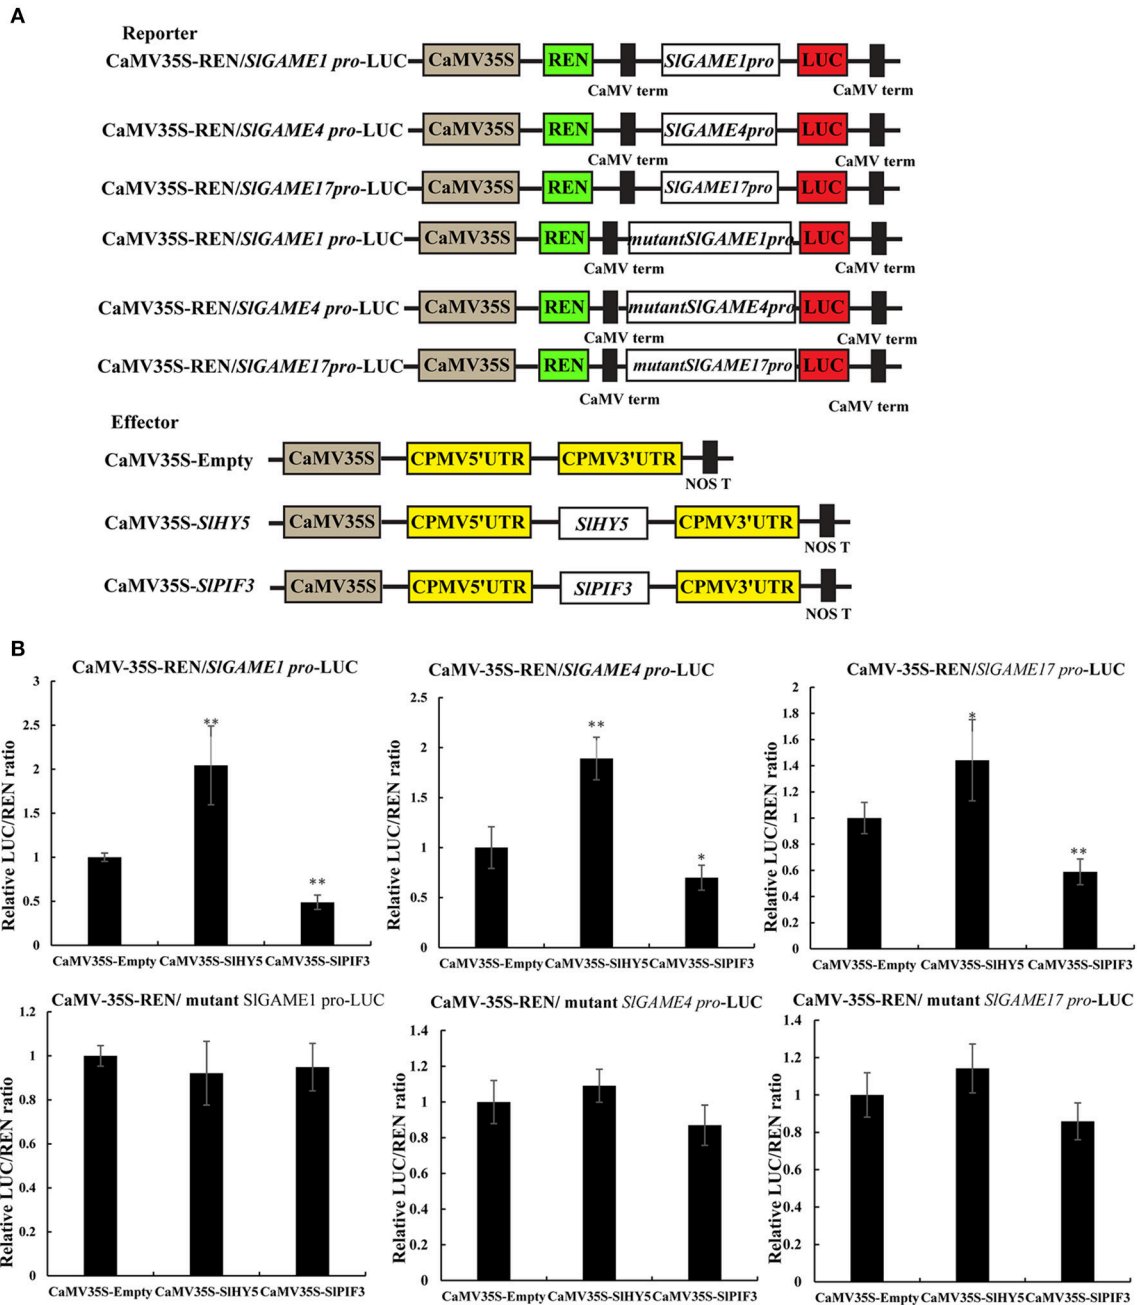 A
Reporter
CaMV35S-REN/SlGAME1 pro-LUC CaMV35S REN SlGAME1pro LUC
CaMV term CaMV term
CaMV35S-REN/SlGAME4 pro-LUC CaMV35S REN SlGAME4pro LUC
CaMV term CaMV term
CaMV35S-REN/SlGAME17pro-LUC CaMV35S REN SlGAME17pro LUC
CaMV35S-REN/SlGAME1 pro-LUC CaMV35S REN mutantSlGAME1pro LUC
CaMV term CaMV term
CaMV35S-REN/SlGAME4 pro-LUC CaMV35S REN mutantSlGAME4pro LUC
CaMV term CaMV term
CaMV35S-REN/SlGAME17pro-LUC CaMV35S REN mutantSlGAME17pro LUC
CaMV term CaMV term
Effector
CaMV35S-Empty CaMV35S CPMV5'UTR CPMV3'UTR
NOS T
CaMV35S-SlHY5 CaMV35S CPMV5'UTR SlHY5 CPMV3'UTR
NOS T
CaMV35S-SlPIF3 CaMV35S CPMV5'UTR SlPIF3 CPMV3'UTR
NOS T
B
CaMV-35S-REN/SlGAME1 pro-LUC
Relative LUC/REN ratio
3
2.5
2
1.5
1
0.5
0
**
**
CaMV35S-Empty CaMV35S-SlHY5 CaMV35S-SlPIF3
CaMV-35S-REN/SlGAME4 pro-LUC
Relative LUC/REN ratio
2.5
2
1.5
1
0.5
0
**
*
CaMV35S-Empty CaMV35S-SlHY5 CaMV35S-SlPIF3
CaMV-35S-REN/SlGAME17 pro-LUC
Relative LUC/REN ratio
2
1.8
1.6
1.4
1.2
1
0.8
0.6
0.4
0.2
0
*
**
CaMV35S-Empty CaMV35S-SlHY5 CaMV35S-SlPIF3
CaMV-35S-REN/ mutant SlGAME1 pro-LUC
Relative LUC/REN ratio
1.2
1
0.8
0.6
0.4
0.2
0
CaMV35S-Empty CaMV35S-SlHY5 CaMV35S-SlPIF3
CaMV-35S-REN/ mutant SlGAME4 pro-LUC
Relative LUC/REN ratio
1.4
1.2
1
0.8
0.6
0.4
0.2
0
CaMV35S-Empty CaMV35S-SlHY5 CaMV35S-SlPIF3
CaMV-35S-REN/ mutant SlGAME17 pro-LUC
Relative LUC/REN ratio
1.4
1.2
1
0.8
0.6
0.4
0.2
0
CaMV35S-Empty CaMV35S-SlHY5 CaMV35S-SlPIF3